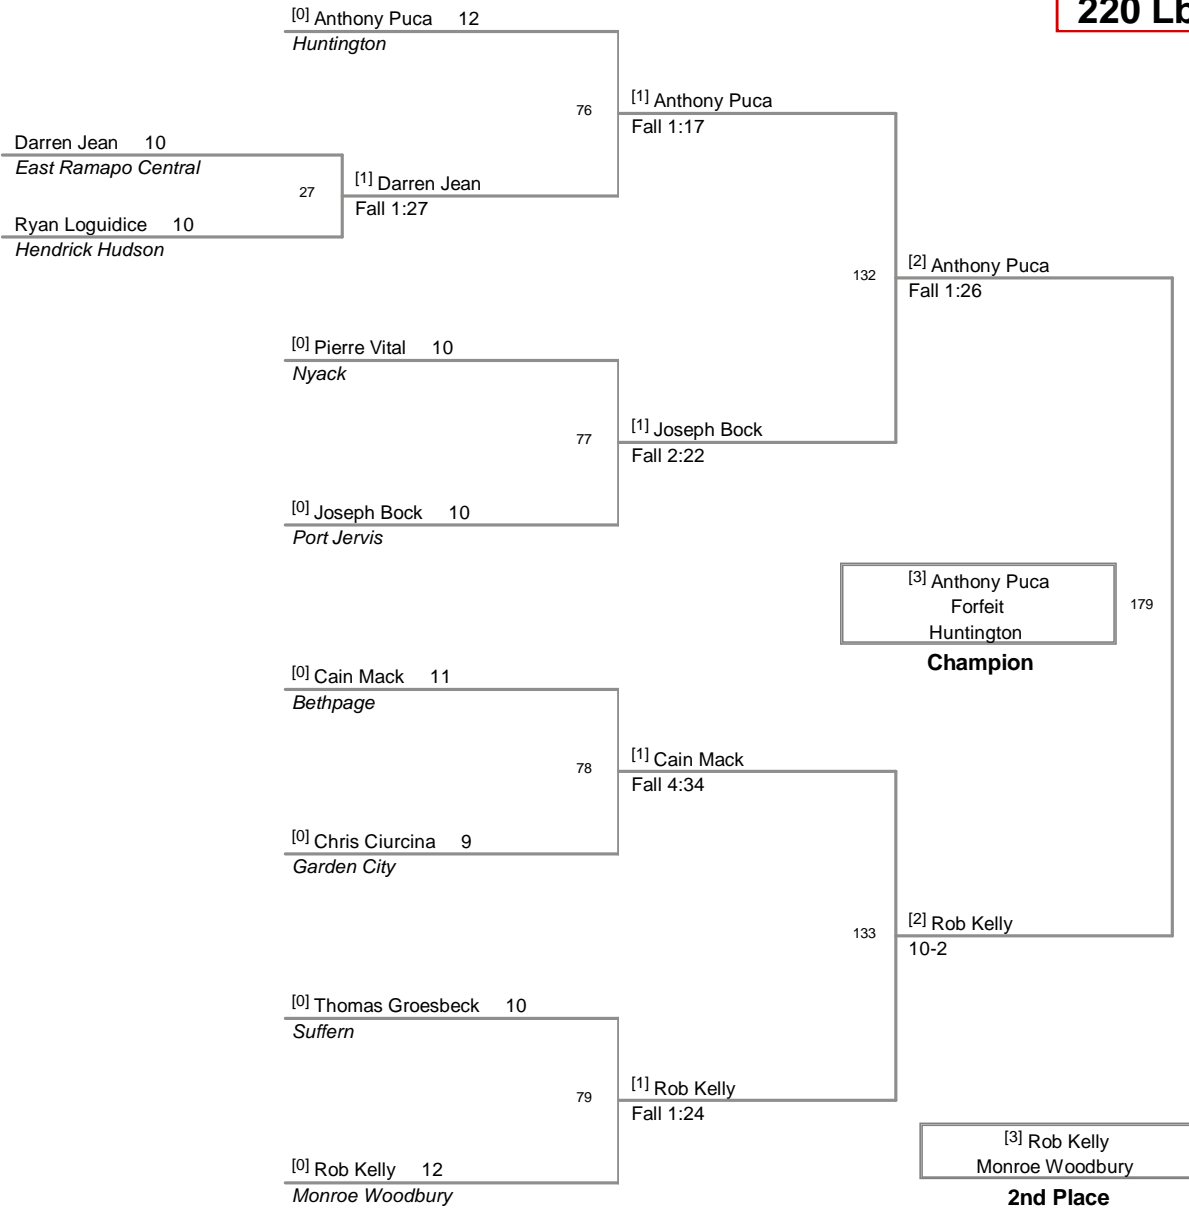 220 Lb
[0] Anthony Puca 12
Huntington
76
[1] Anthony Puca
Fall 1:17
Darren Jean 10
East Ramapo Central
27
[1] Darren Jean
Fall 1:27
Ryan Loguidice 10
Hendrick Hudson
132
[2] Anthony Puca
Fall 1:26
[0] Pierre Vital 10
Nyack
77
[1] Joseph Bock
Fall 2:22
[0] Joseph Bock 10
Port Jervis
[3] Anthony Puca
Forfeit
Huntington
179
Champion
[0] Cain Mack 11
Bethpage
78
[1] Cain Mack
Fall 4:34
[0] Chris Ciurcina 9
Garden City
133
[2] Rob Kelly
10-2
[0] Thomas Groesbeck 10
Suffern
79
[1] Rob Kelly
Fall 1:24
[0] Rob Kelly 12
Monroe Woodbury
[3] Rob Kelly
Monroe Woodbury
2nd Place